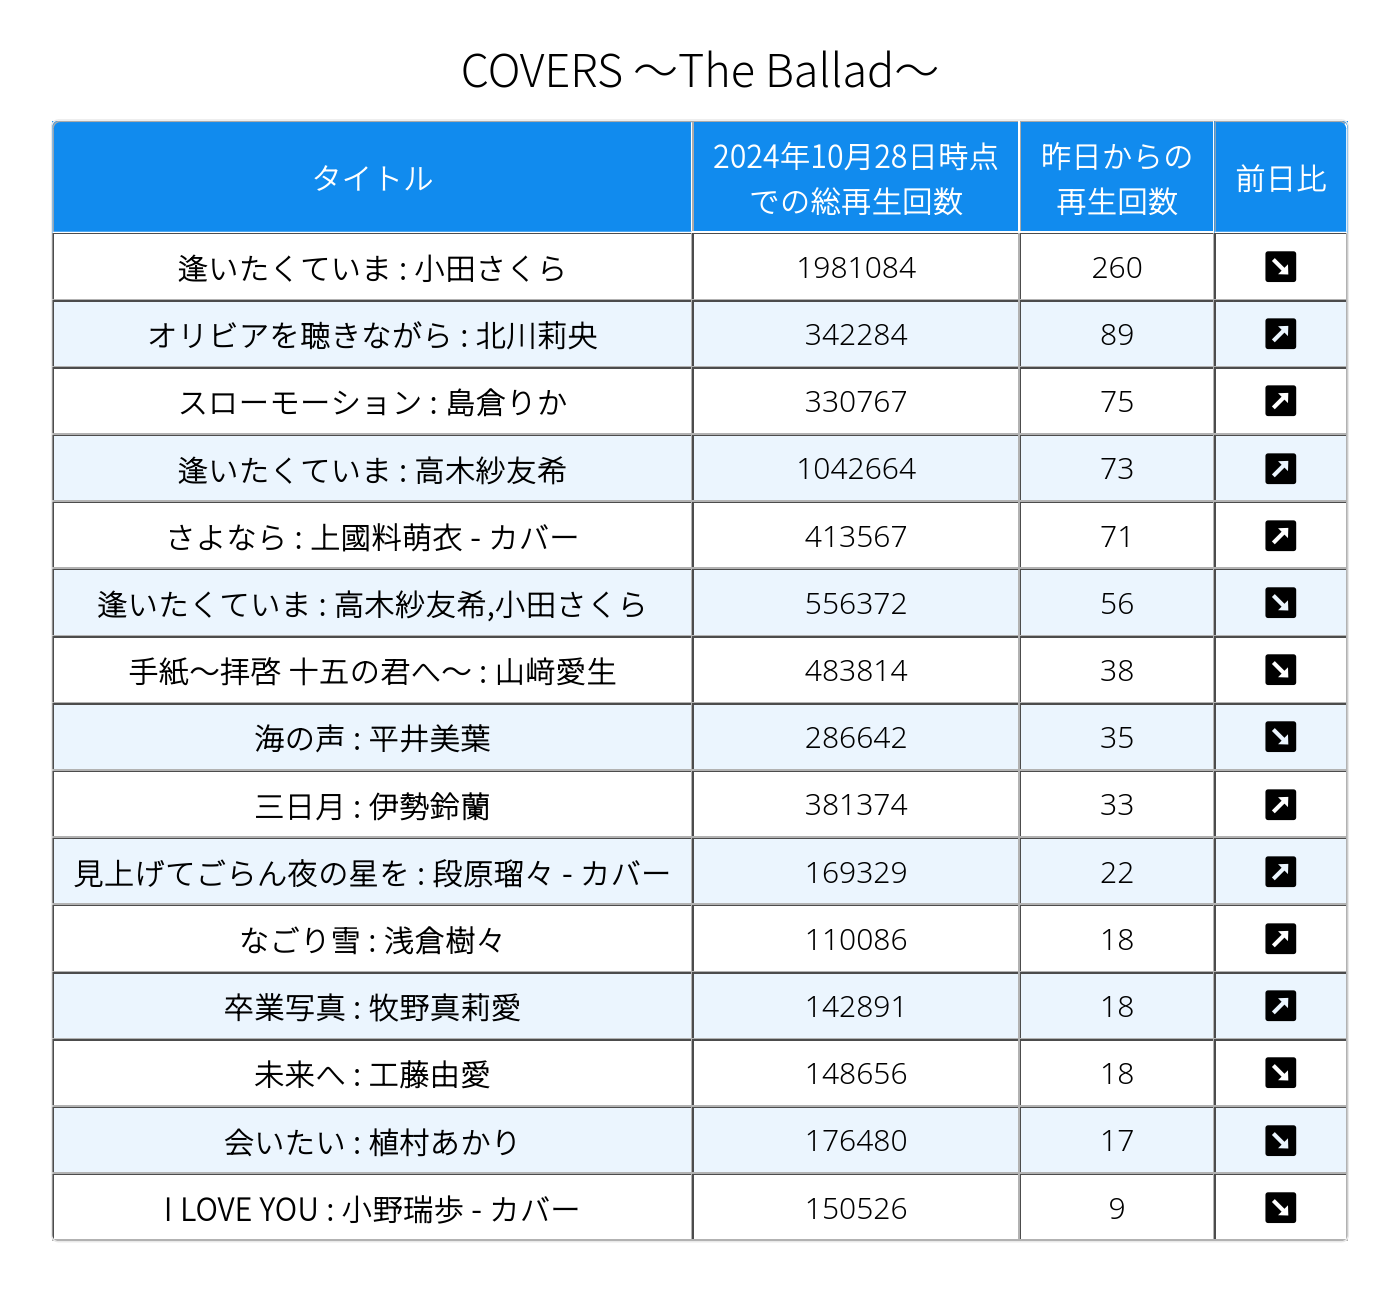 COVERS ～The Ballad～
タイトル
2024年10月28日時点
での総再生回数
昨日からの
再生回数
前日比
逢いたくていま : 小田さくら 1981084 260
オリビアを聴きながら : 北川莉央 342284 89
スローモーション : 島倉りか 330767 75
逢いたくていま : 高木紗友希 1042664 73
さよなら : 上國料萌衣 - カバー 413567 71
逢いたくていま : 高木紗友希,小田さくら 556372 56
手紙～拝啓 十五の君へ～ : 山﨑愛生 483814 38
海の声 : 平井美葉 286642 35
三日月 : 伊勢鈴蘭 381374 33
見上げてごらん夜の星を : 段原瑠々 - カバー 169329 22
なごり雪 : 浅倉樹々 110086 18
卒業写真 : 牧野真莉愛 142891 18
未来へ : 工藤由愛 148656 18
会いたい : 植村あかり 176480 17
I LOVE YOU : 小野瑞歩 - カバー 150526 9